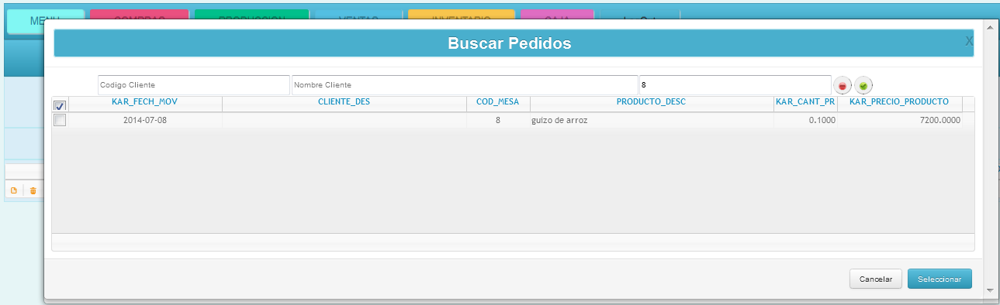 MENU COMPRAS PRODUCCION VENTAS INVENTARIO CAJA
Buscar Pedidos X
Codigo Cliente Nombre Cliente 8
KAR_FECH_MOV CLIENTE_DES COD_MESA PRODUCTO_DESC KAR_CANT_PR KAR_PRECIO_PRODUCTO
2014-07-08 8 guizo de arroz 0.1000 7200.0000
Cancelar Seleccionar